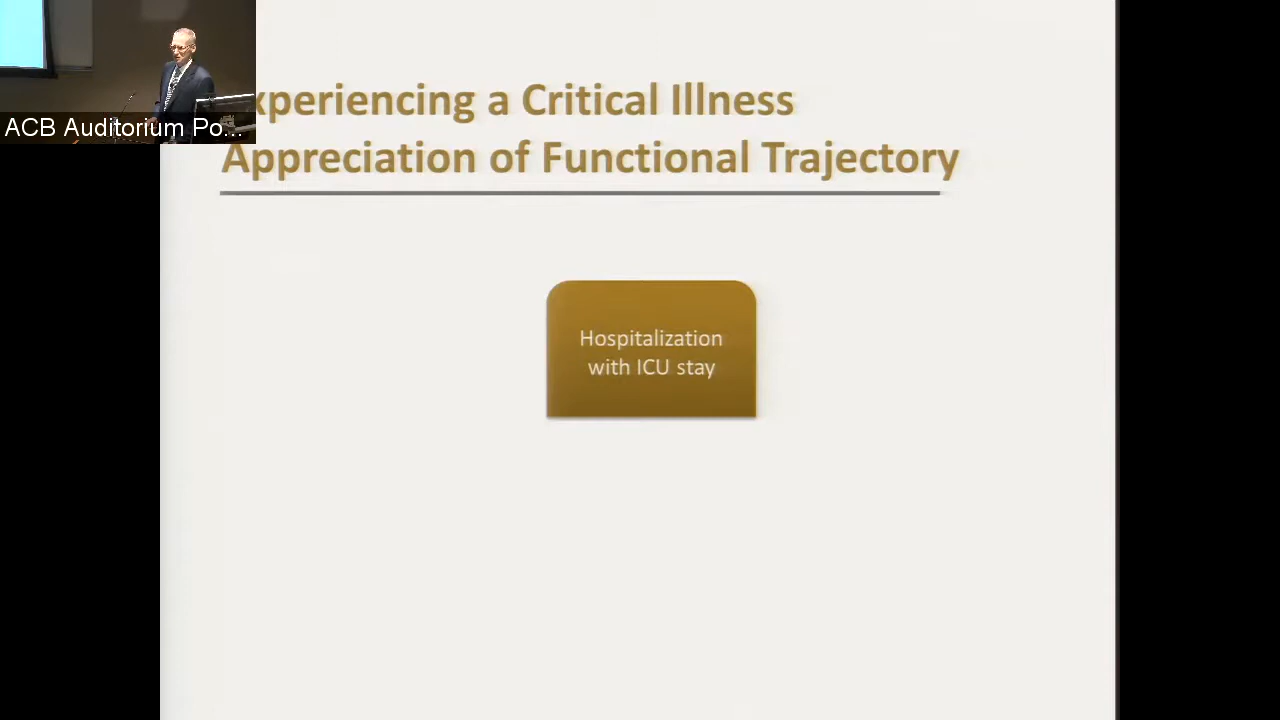 ACB Auditorium Po...
xperiencing a Critical Illness
Appreciation of Functional Trajectory
Hospitalization
with ICU stay